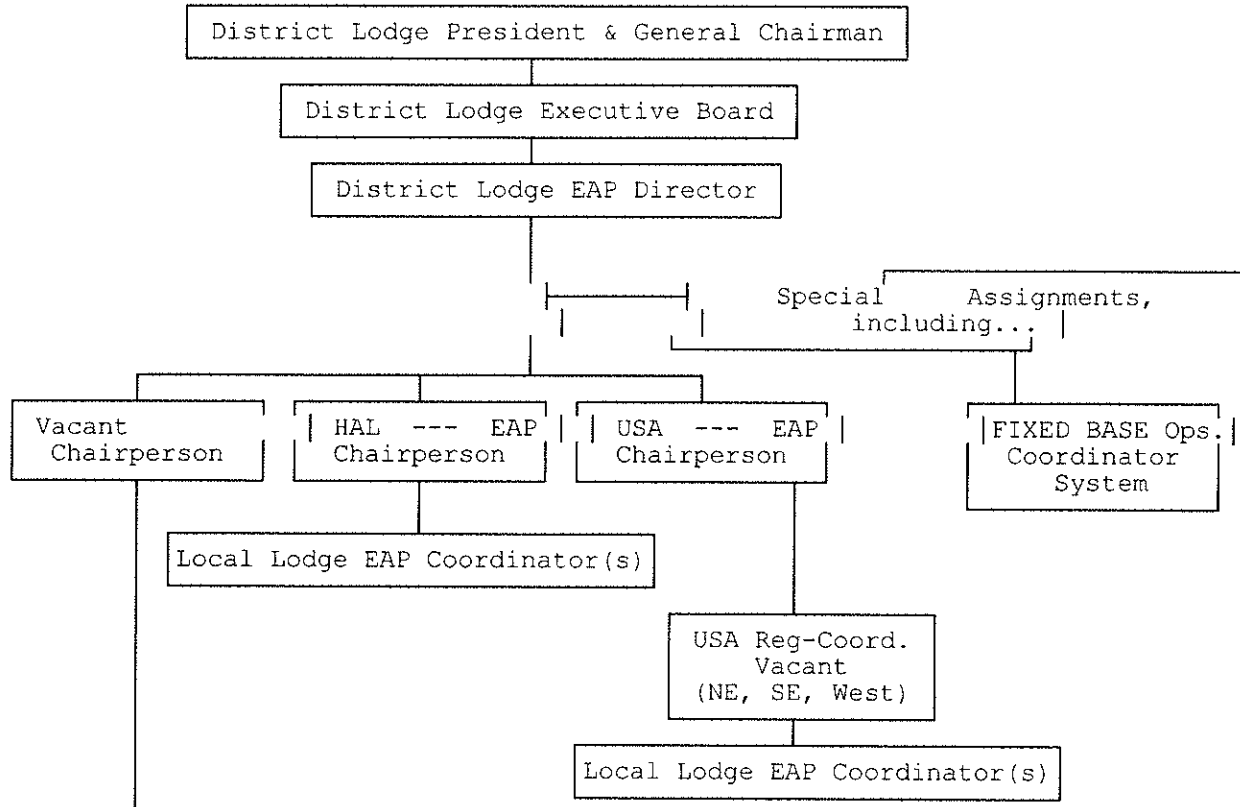 District Lodge President & General Chairman
District Lodge Executive Board
District Lodge EAP Director
Special Assignments,
including...
Vacant
Chairperson
HAL --- EAP
Chairperson
USA --- EAP
Chairperson
FIXED BASE Ops.
Coordinator
System
Local Lodge EAP Coordinator(s)
USA Reg-Coord.
Vacant
(NE, SE, West)
Local Lodge EAP Coordinator(s)